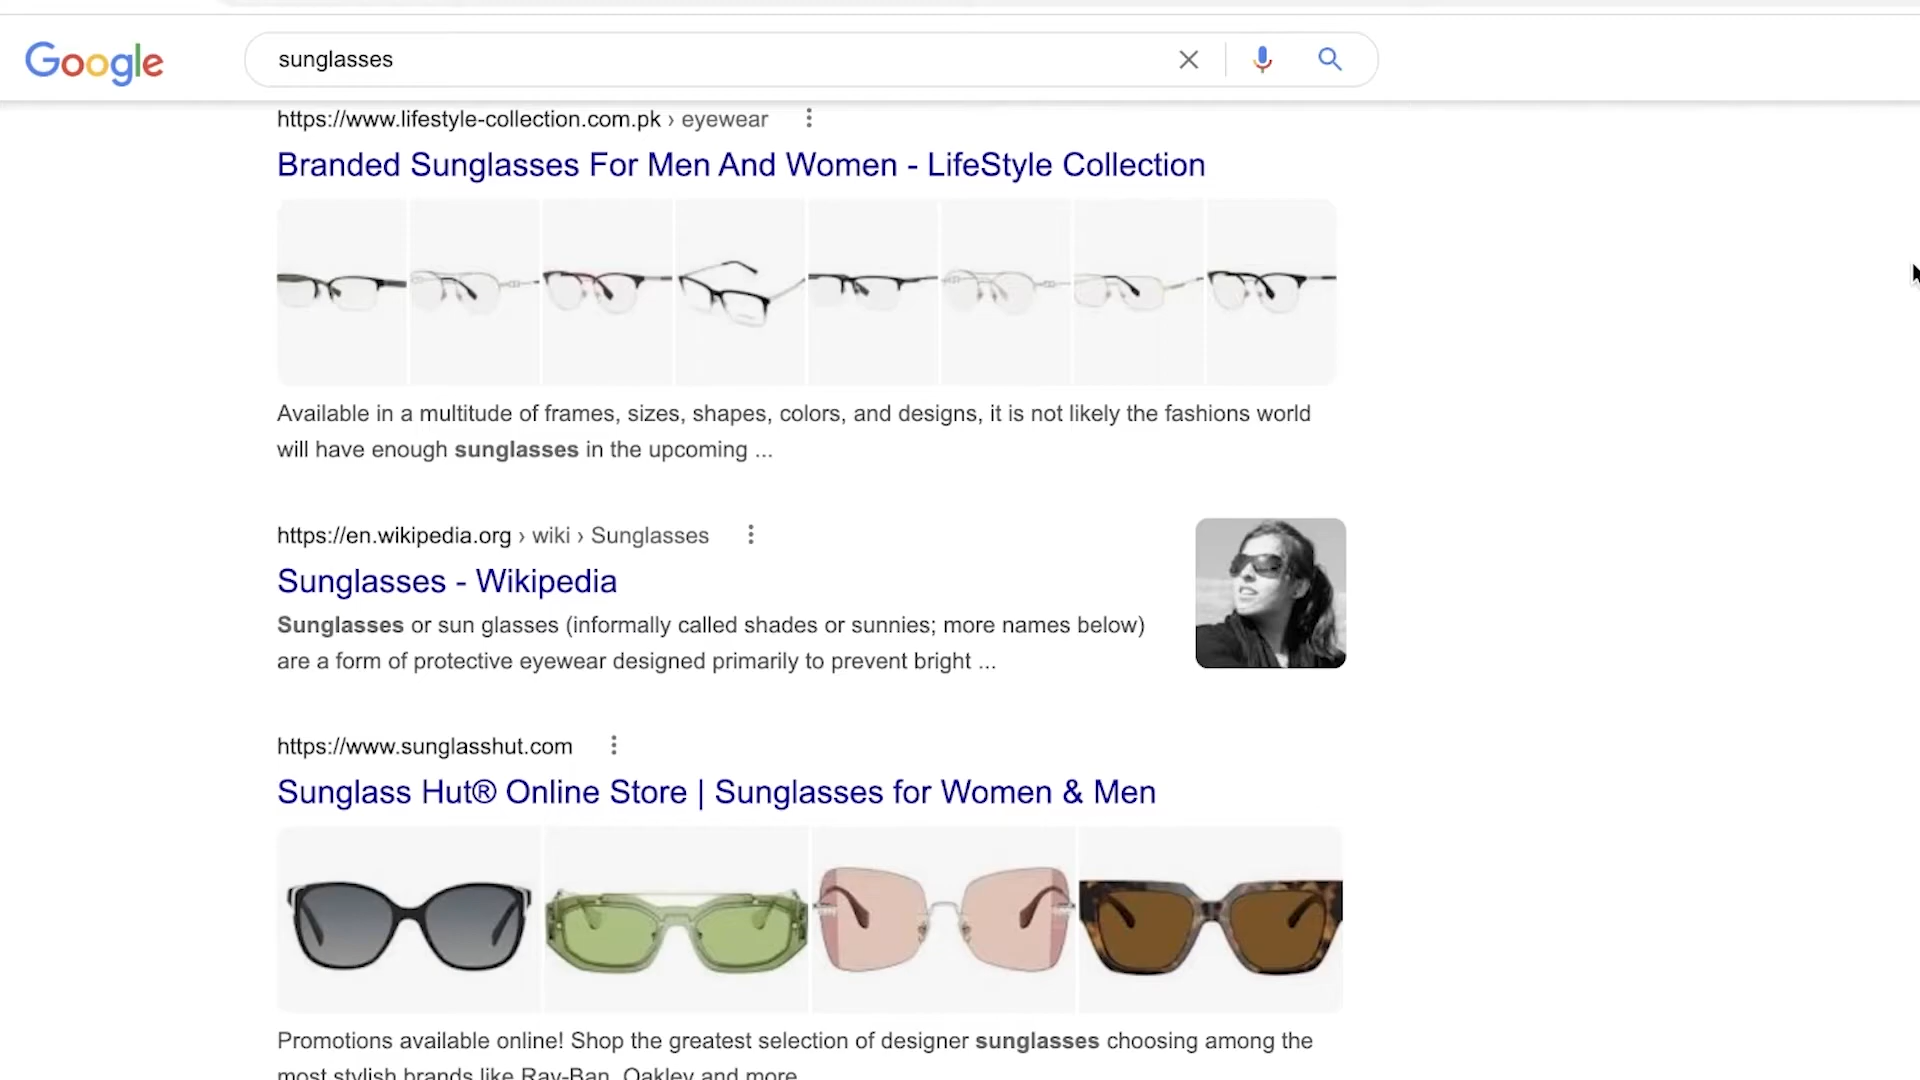 Google
sunglasses
https://www.lifestyle-collection.com.pk › eyewear
Branded Sunglasses For Men And Women - LifeStyle Collection
Available in a multitude of frames, sizes, shapes, colors, and designs, it is not likely the fashions world
will have enough sunglasses in the upcoming ...
https://en.wikipedia.org › wiki › Sunglasses
Sunglasses - Wikipedia
Sunglasses or sun glasses (informally called shades or sunnies; more names below)
are a form of protective eyewear designed primarily to prevent bright ...
https://www.sunglasshut.com
Sunglass Hut® Online Store | Sunglasses for Women & Men
Promotions available online! Shop the greatest selection of designer sunglasses choosing among the
most stylish brands like Ray-Ban, Oakley and more